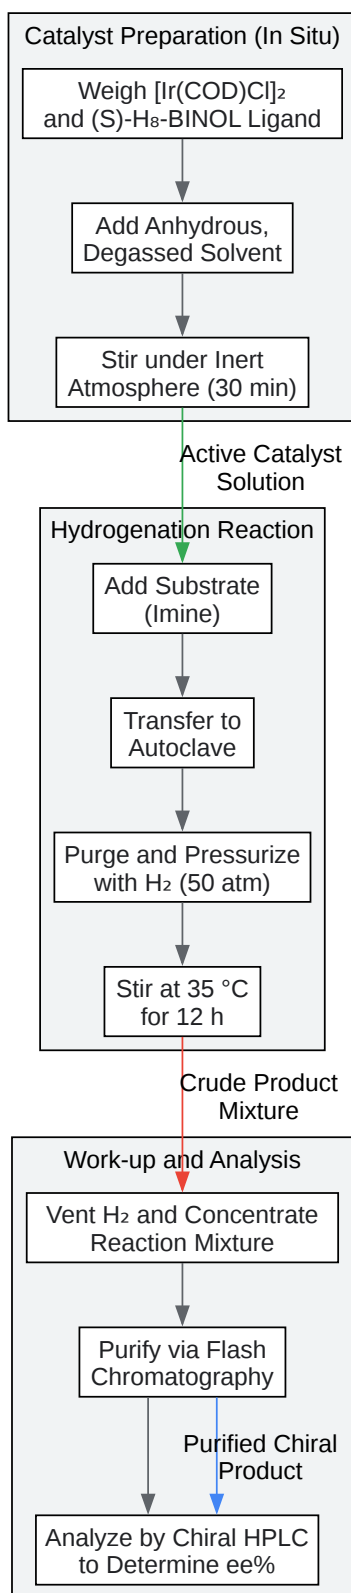 Catalyst Preparation (In Situ)
Weigh [Ir(COD)Cl]₂
and (S)-H₈-BINOL Ligand
Add Anhydrous,
Degassed Solvent
Stir under Inert
Atmosphere (30 min)
Active Catalyst
Solution
Hydrogenation Reaction
Add Substrate
(Imine)
Transfer to
Autoclave
Purge and Pressurize
with H₂ (50 atm)
Stir at 35 °C
for 12 h
Crude Product
Mixture
Work-up and Analysis
Vent H₂ and Concentrate
Reaction Mixture
Purify via Flash
Chromatography
Purified Chiral
Product
Analyze by Chiral HPLC
to Determine ee%